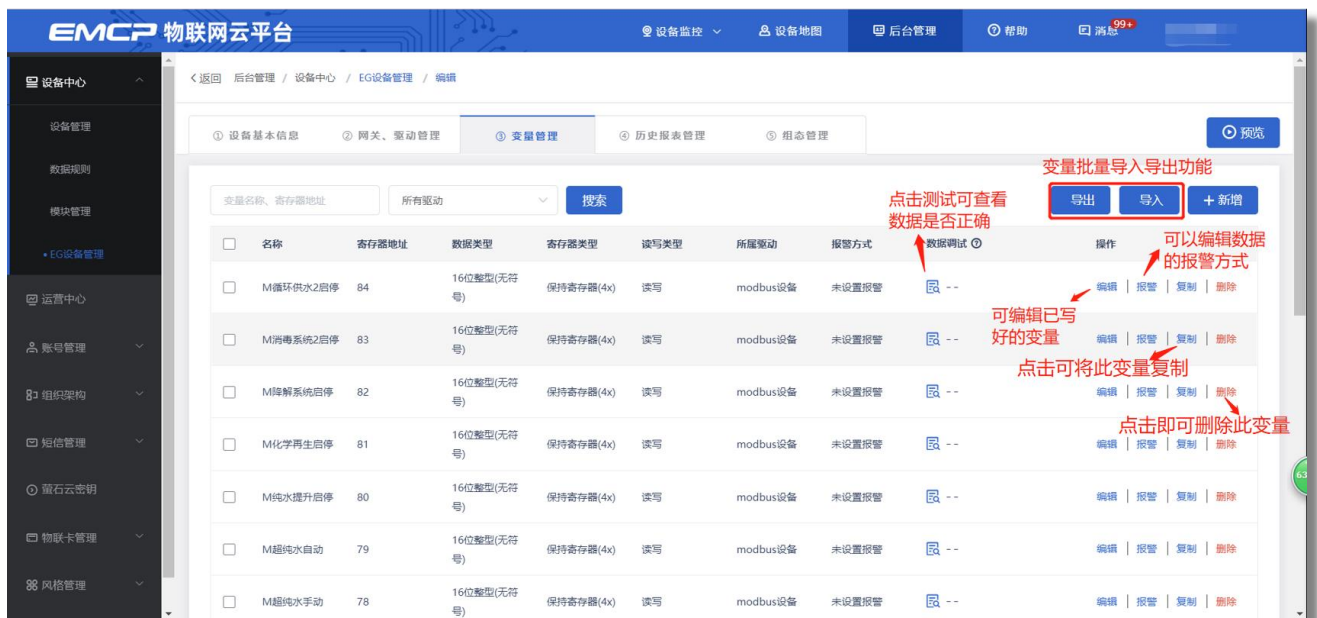 EMCP 物联网云平台
设备监控
设备地图
后台管理
帮助
消息
99+
设备中心
设备管理
数据规则
模块管理
• EG设备管理
运营中心
账号管理
组织架构
短信管理
萤石云密钥
物联卡管理
风格管理
返回 后台管理 / 设备中心 / EG设备管理 / 编辑
① 设备基本信息
② 网关、驱动管理
③ 变量管理
④ 历史报表管理
⑤ 组态管理
预览
变量批量导入导出功能
变量名称、寄存器地址
所有驱动
搜索
点击测试可查看
数据是否正确
导出
导入
+ 新增
名称 寄存器地址 数据类型 寄存器类型 读写类型 所属驱动 报警方式 数据调试 操作
可以编辑数据
的报警方式
M循环供水2启停 84 16位整型(无符号) 保持寄存器(4x) 读写 modbus设备 未设置报警 -- 编辑 | 报警 | 复制 | 删除
可编辑已写
好的变量
M消毒系统2启停 83 16位整型(无符号) 保持寄存器(4x) 读写 modbus设备 未设置报警 -- 编辑 | 报警 | 复制 | 删除
点击可将此变量复制
M降解系统启停 82 16位整型(无符号) 保持寄存器(4x) 读写 modbus设备 未设置报警 -- 编辑 | 报警 | 复制 | 删除
点击即可删除此变量
M化学再生启停 81 16位整型(无符号) 保持寄存器(4x) 读写 modbus设备 未设置报警 -- 编辑 | 报警 | 复制 | 删除
M纯水提升启停 80 16位整型(无符号) 保持寄存器(4x) 读写 modbus设备 未设置报警 -- 编辑 | 报警 | 复制 | 删除
M超纯水自动 79 16位整型(无符号) 保持寄存器(4x) 读写 modbus设备 未设置报警 -- 编辑 | 报警 | 复制 | 删除
M超纯水手动 78 16位整型(无符号) 保持寄存器(4x) 读写 modbus设备 未设置报警 -- 编辑 | 报警 | 复制 | 删除
63